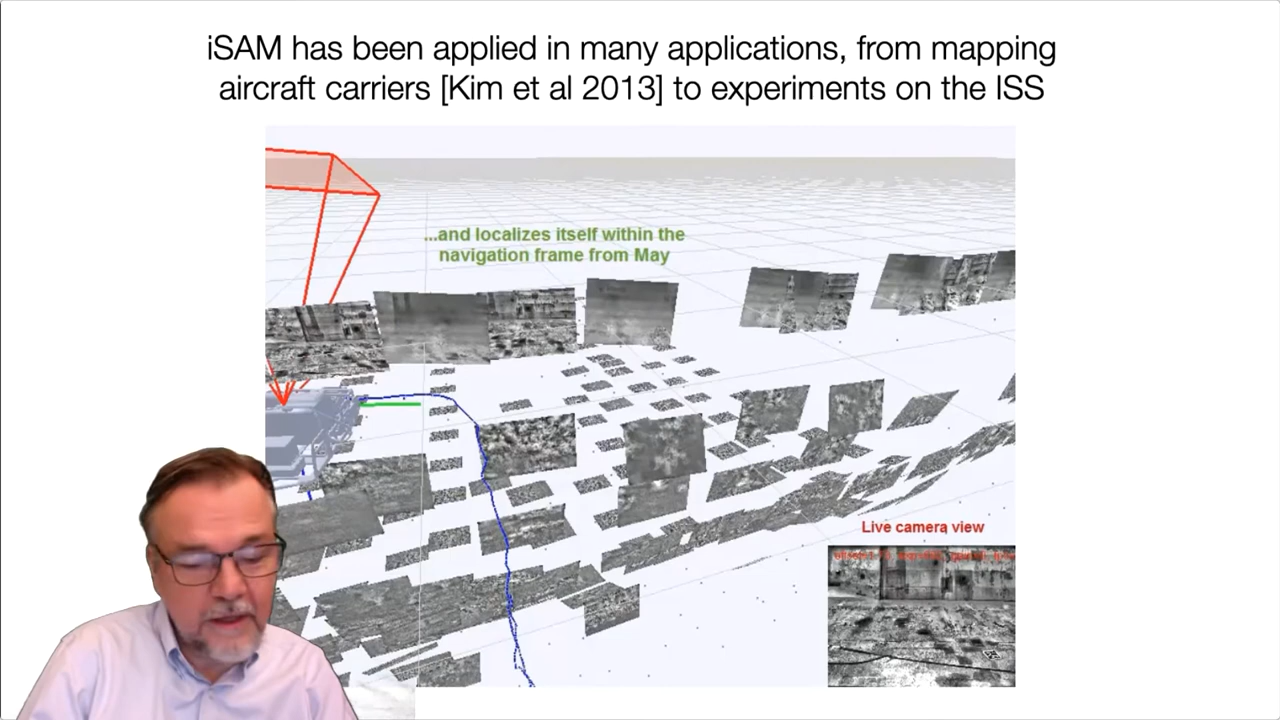 iSAM has been applied in many applications, from mapping
aircraft carriers [Kim et al 2013] to experiments on the ISS
...and localizes itself within the
navigation frame from May
Live camera view